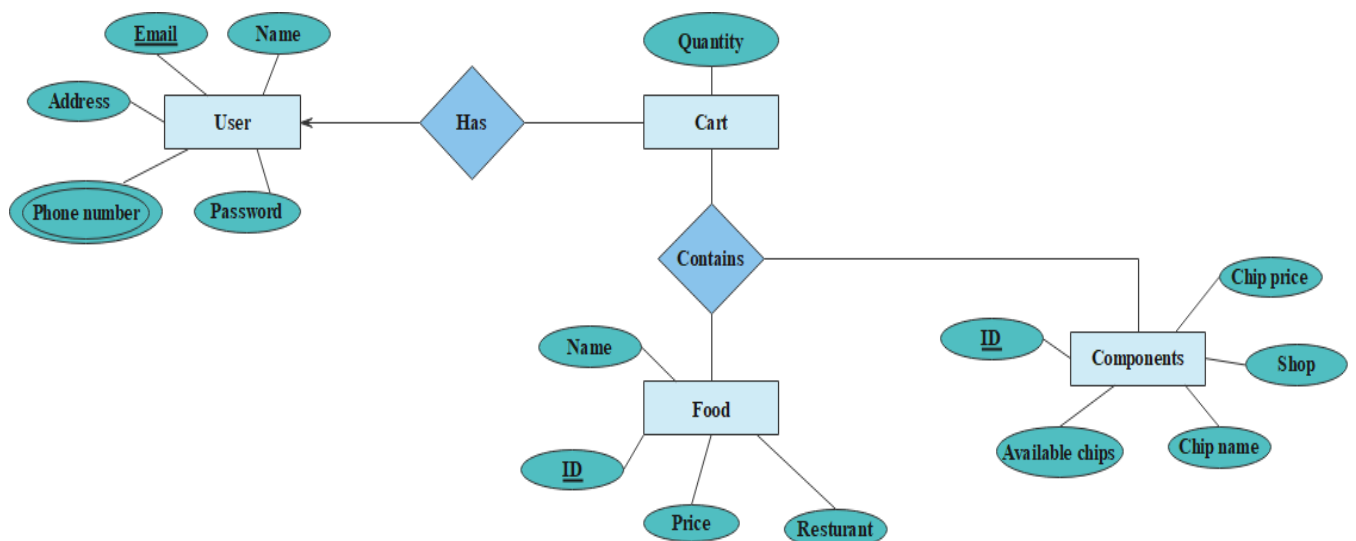 Email
Name
Quantity
Address
User
Has
Cart
Phone number
Password
Contains
Chip price
Name
ID
Components
Shop
Food
Available chips
Chip name
ID
Price
Resturant